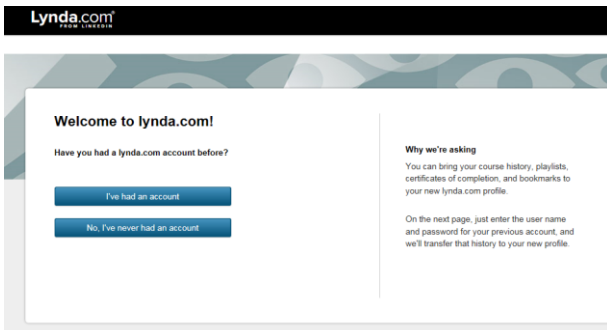 Lynda.com®
FROM LINKEDIN
Welcome to lynda.com!
Have you had a lynda.com account before?
I've had an account
No, I've never had an account
Why we're asking
You can bring your course history, playlists,
certificates of completion, and bookmarks to
your new lynda.com profile.
On the next page, just enter the user name
and password for your previous account, and
we'll transfer that history to your new profile.